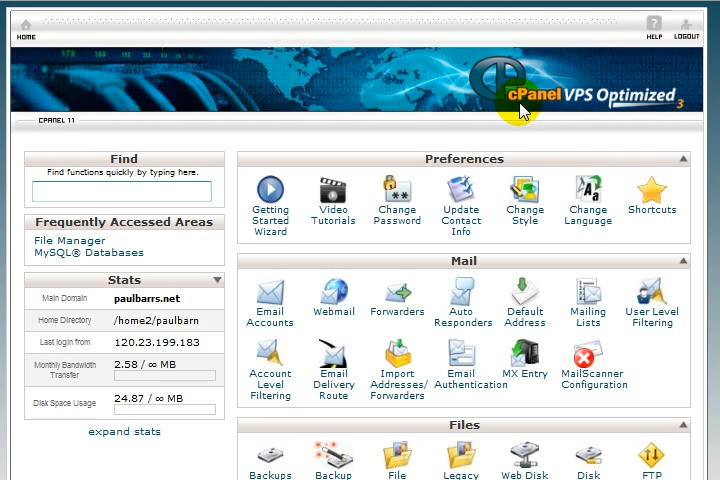 HOME
HELP
LOGOUT
cPanel VPS Optimized 3
CPANEL 11
Find
Find functions quickly by typing here.
Frequently Accessed Areas
File Manager
MySQL® Databases
Stats
Main Domain paulbarrs.net
Home Directory /home2/paulbarn
Last login from 120.23.199.183
Monthly Bandwidth Transfer 2.58 / ∞ MB
Disk Space Usage 24.87 / ∞ MB
expand stats
Preferences
Getting Started Wizard
Video Tutorials
Change Password
Update Contact Info
Change Style
Change Language
Shortcuts
Mail
Email Accounts
Webmail
Forwarders
Auto Responders
Default Address
Mailing Lists
User Level Filtering
Account Level Filtering
Email Delivery Route
Import Addresses/ Forwarders
Email Authentication
MX Entry
MailScanner Configuration
Files
Backups
Backup
File
Legacy
Web Disk
Disk
FTP